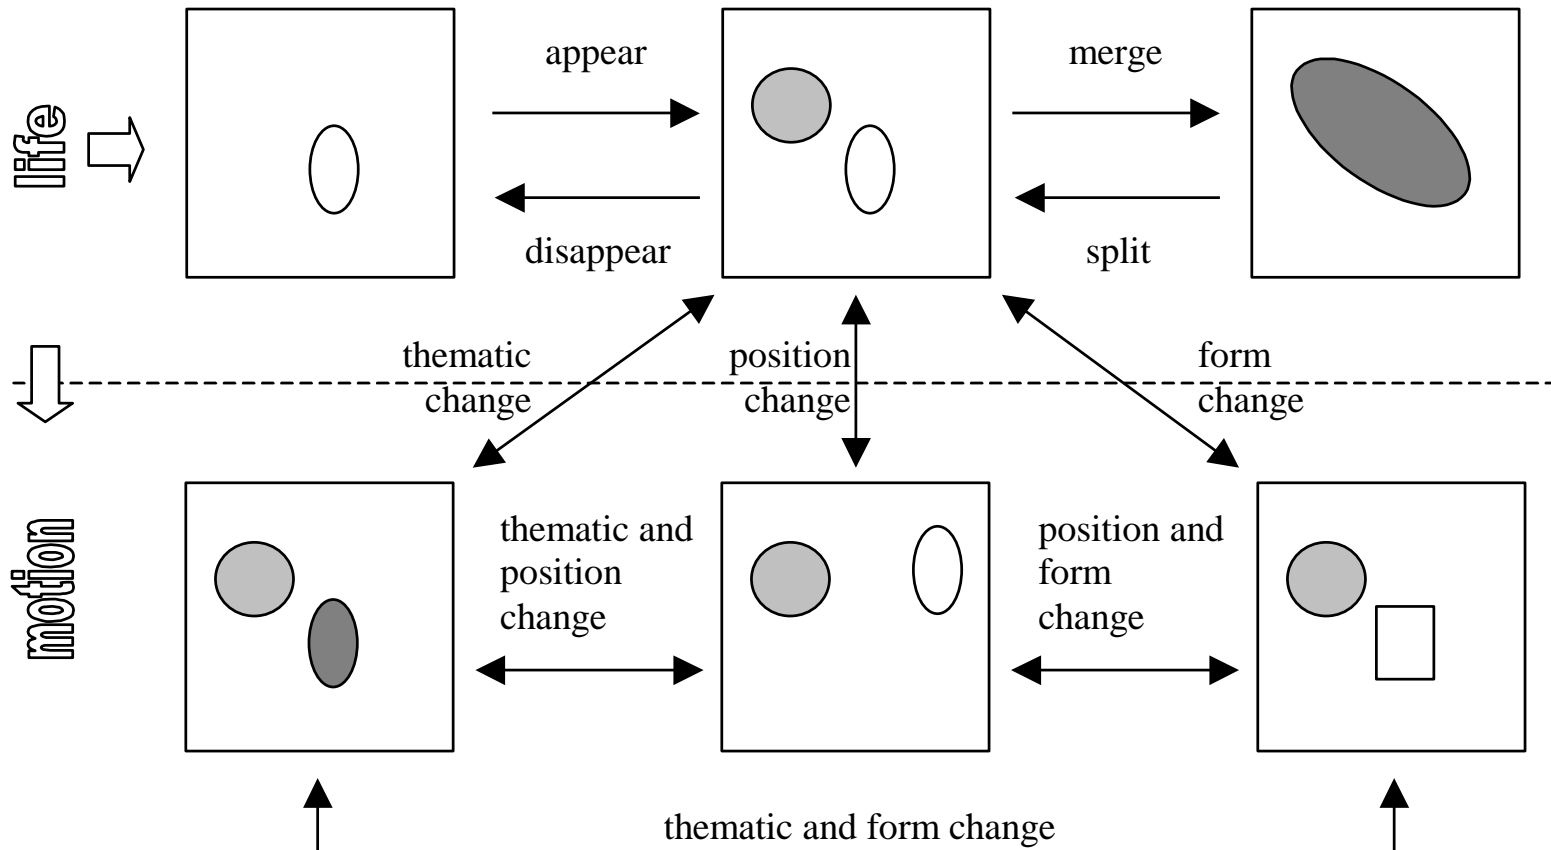 life
appear
merge
disappear
split
thematic
change
position
change
form
change
motion
thematic and
position
change
position and
form
change
thematic and form change